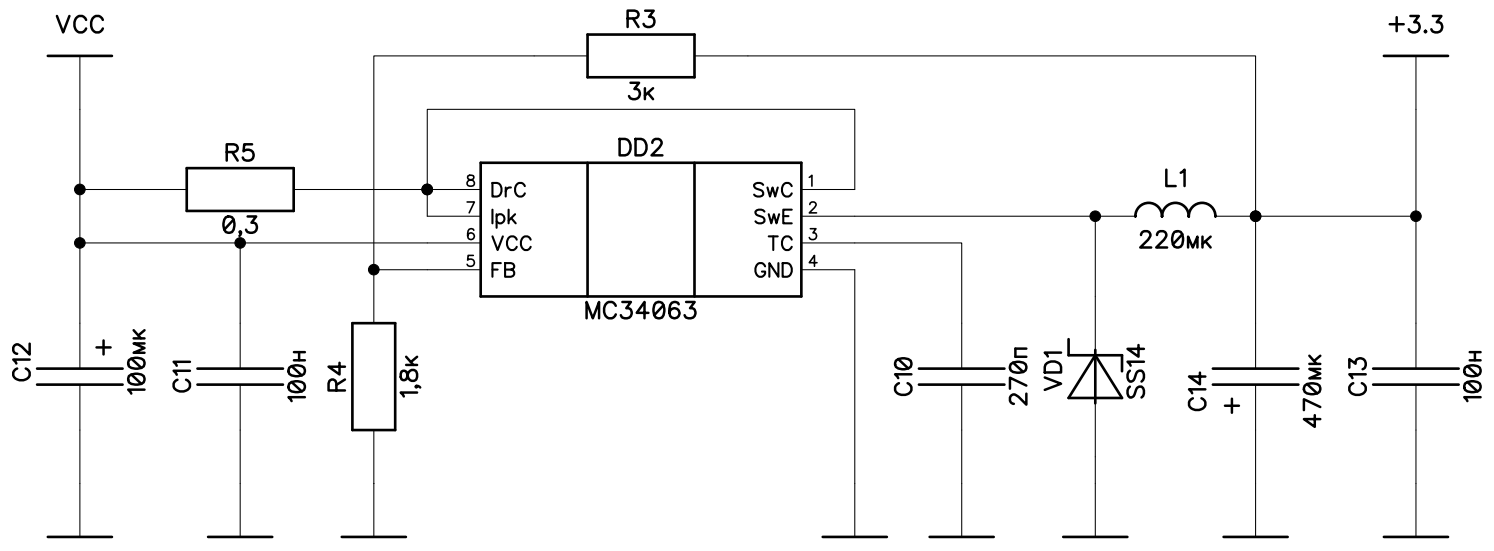 VCC
R3
+3.3
3к
R5
DD2
L1
0,3
8 DrC
SwC 1
7 Ipk
SwE 2
6 VCC
TC 3
5 FB
GND 4
220мк
MC34063
C12
+
100мк
C11
100н
R4
1,8к
C10
270п
VD1
SS14
C14
+
470мк
C13
100н